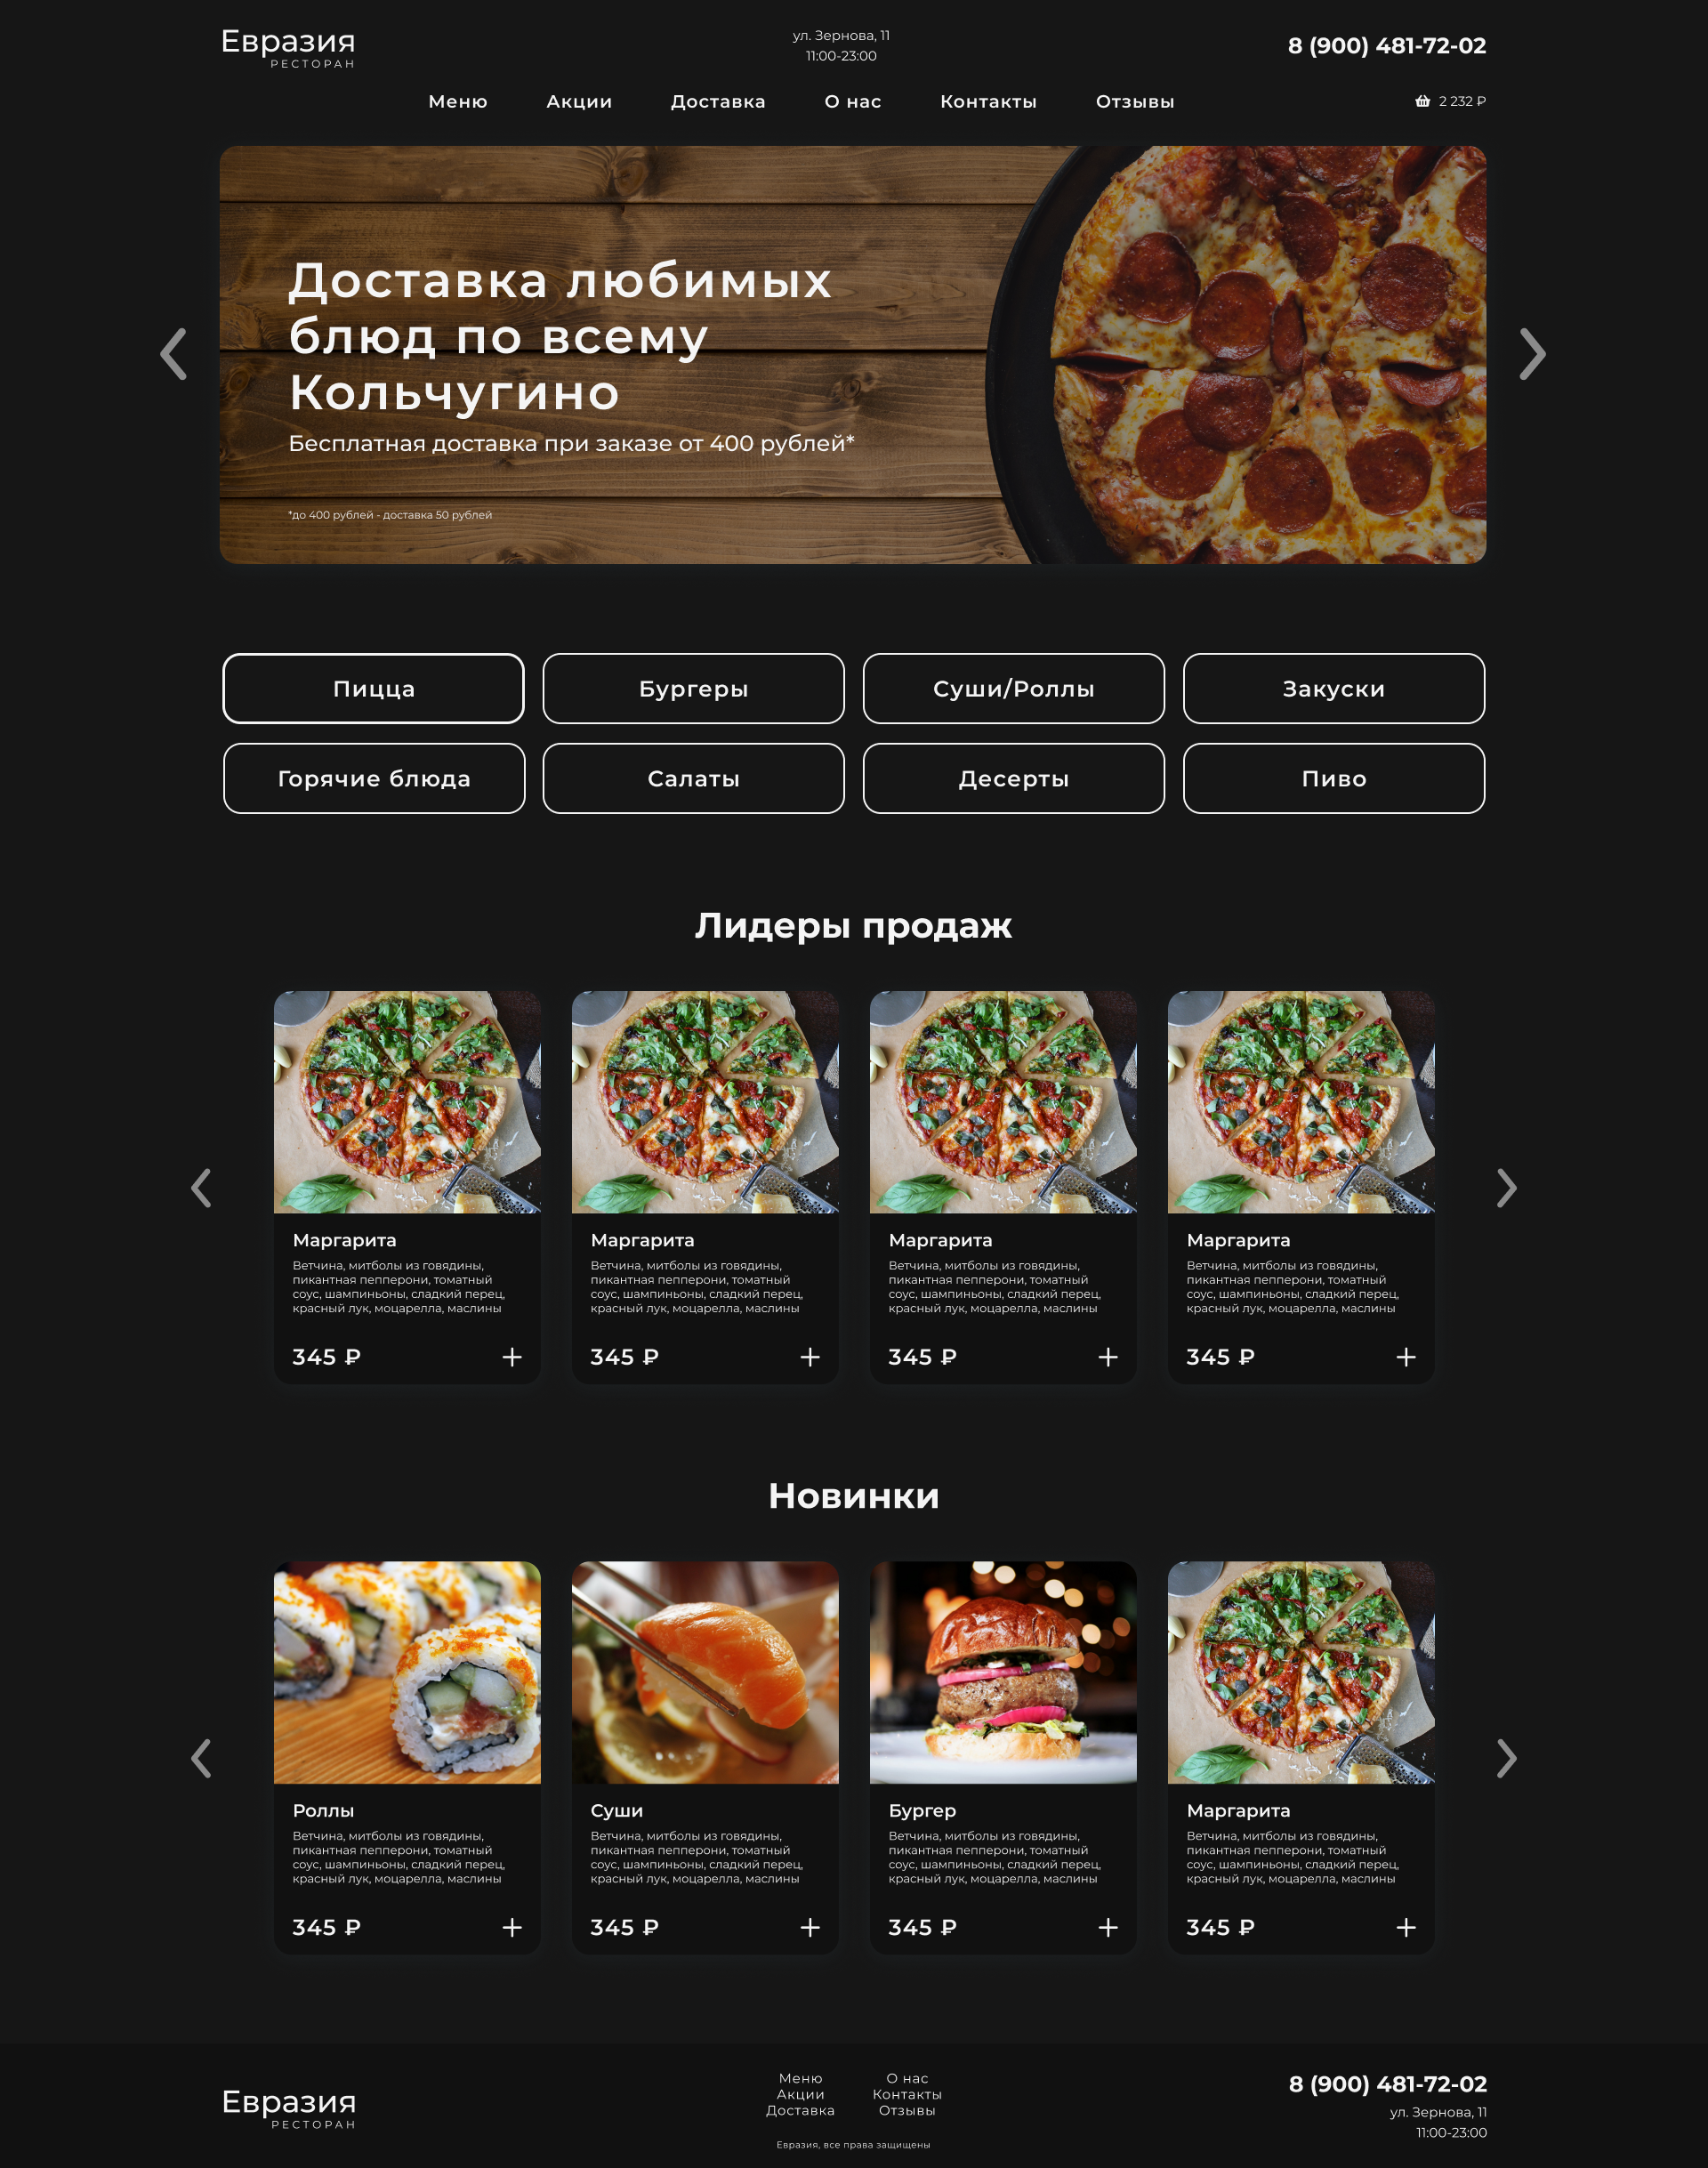 Евразия
РЕСТОРАН
ул. Зернова, 11
11:00-23:00
8 (900) 481-72-02
Меню
Акции
Доставка
О нас
Контакты
Отзывы
2 232 ₽
Доставка любимых
блюд по всему
Кольчугино
Бесплатная доставка при заказе от 400 рублей*
*до 400 рублей - доставка 50 рублей
Пицца
Бургеры
Суши/Роллы
Закуски
Горячие блюда
Салаты
Десерты
Пиво
Лидеры продаж
Маргарита
Ветчина, митболы из говядины,
пикантная пепперони, томатный
соус, шампиньоны, сладкий перец,
красный лук, моцарелла, маслины
345 ₽
Маргарита
Ветчина, митболы из говядины,
пикантная пепперони, томатный
соус, шампиньоны, сладкий перец,
красный лук, моцарелла, маслины
345 ₽
Маргарита
Ветчина, митболы из говядины,
пикантная пепперони, томатный
соус, шампиньоны, сладкий перец,
красный лук, моцарелла, маслины
345 ₽
Маргарита
Ветчина, митболы из говядины,
пикантная пепперони, томатный
соус, шампиньоны, сладкий перец,
красный лук, моцарелла, маслины
345 ₽
Новинки
Роллы
Ветчина, митболы из говядины,
пикантная пепперони, томатный
соус, шампиньоны, сладкий перец,
красный лук, моцарелла, маслины
345 ₽
Суши
Ветчина, митболы из говядины,
пикантная пепперони, томатный
соус, шампиньоны, сладкий перец,
красный лук, моцарелла, маслины
345 ₽
Бургер
Ветчина, митболы из говядины,
пикантная пепперони, томатный
соус, шампиньоны, сладкий перец,
красный лук, моцарелла, маслины
345 ₽
Маргарита
Ветчина, митболы из говядины,
пикантная пепперони, томатный
соус, шампиньоны, сладкий перец,
красный лук, моцарелла, маслины
345 ₽
Евразия
РЕСТОРАН
Меню
Акции
Доставка
О нас
Контакты
Отзывы
Евразия, все права защищены
8 (900) 481-72-02
ул. Зернова, 11
11:00-23:00